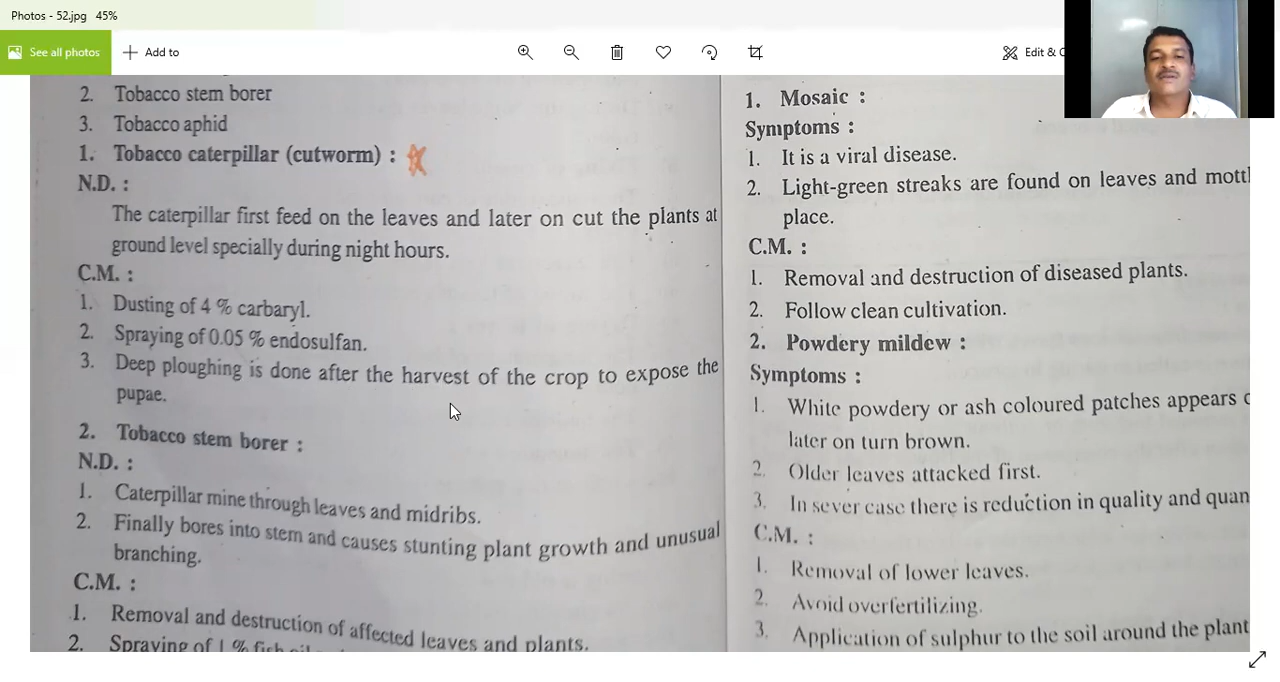 Photos - 52.jpg 45%
See all photos
Add to
Edit &
2. Tobacco stem borer
3. Tobacco aphid
1. Tobacco caterpillar (cutworm) :
N.D. :
The caterpillar first feed on the leaves and later on cut the plants at
ground level specially during night hours.
C.M. :
1. Dusting of 4 % carbaryl.
2. Spraying of 0.05 % endosulfan.
3. Deep ploughing is done after the harvest of the crop to expose the
pupae.
2. Tobacco stem borer :
N.D. :
1. Caterpillar mine through leaves and midribs.
2. Finally bores into stem and causes stunting plant growth and unusual
branching.
C.M. :
1. Removal and destruction of affected leaves and plants.
2. Spraying of 1 % fish oil
1. Mosaic :
Symptoms :
1. It is a viral disease.
2. Light-green streaks are found on leaves and mottl
place.
C.M. :
1. Removal and destruction of diseased plants.
2. Follow clean cultivation.
2. Powdery mildew :
Symptoms :
1. White powdery or ash coloured patches appears
later on turn brown.
2. Older leaves attacked first.
3. In sever case there is reduction in quality and quan
C.M. :
1. Removal of lower leaves.
2. Avoid overfertilizing.
3. Application of sulphur to the soil around the plant